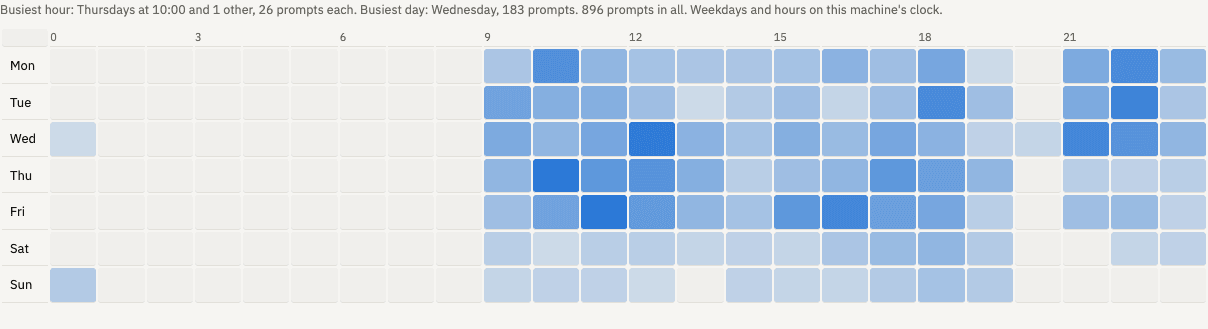 Busiest hour: Thursdays at 10:00 and 1 other, 26 prompts each. Busiest day: Wednesday, 183 prompts. 896 prompts in all. Weekdays and hours on this machine's clock.
0 3 6 9 12 15 18 21
Mon
Tue
Wed
Thu
Fri
Sat
Sun